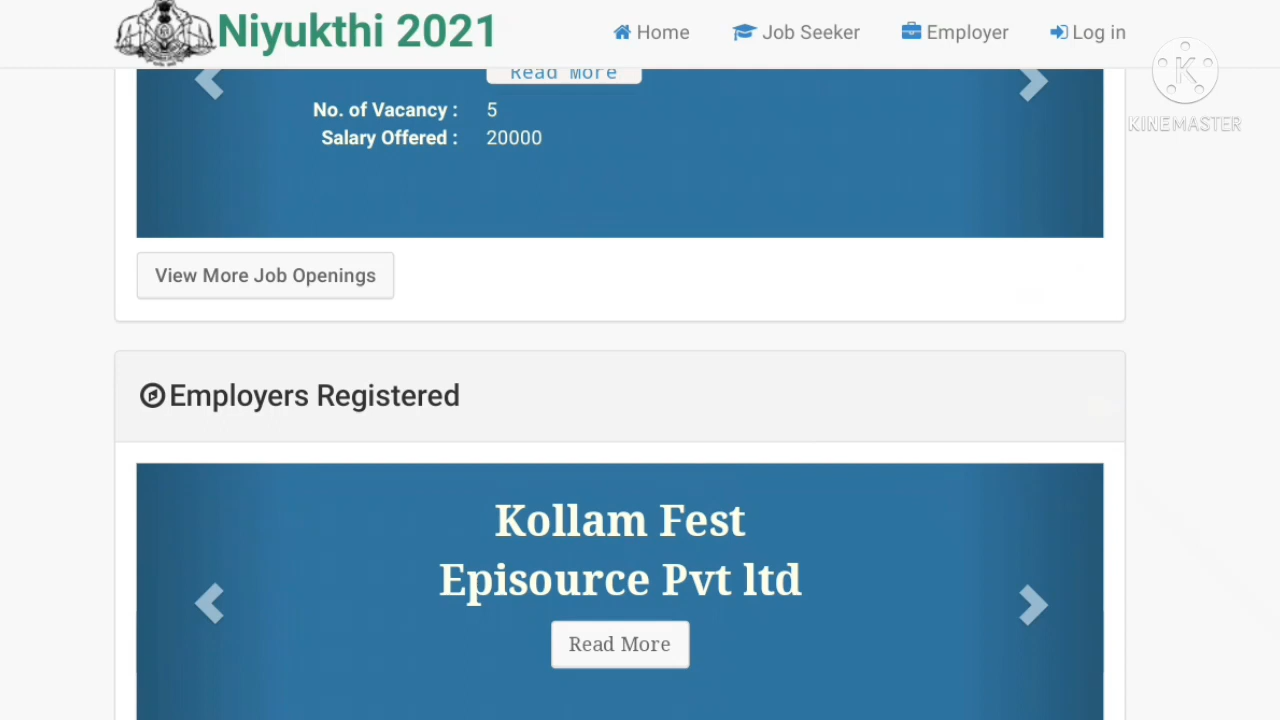 Niyukthi 2021
Home
Job Seeker
Employer
Log in
K
KINEMASTER
Read More
No. of Vacancy : 5
Salary Offered : 20000
View More Job Openings
Employers Registered
Kollam Fest
Episource Pvt ltd
Read More